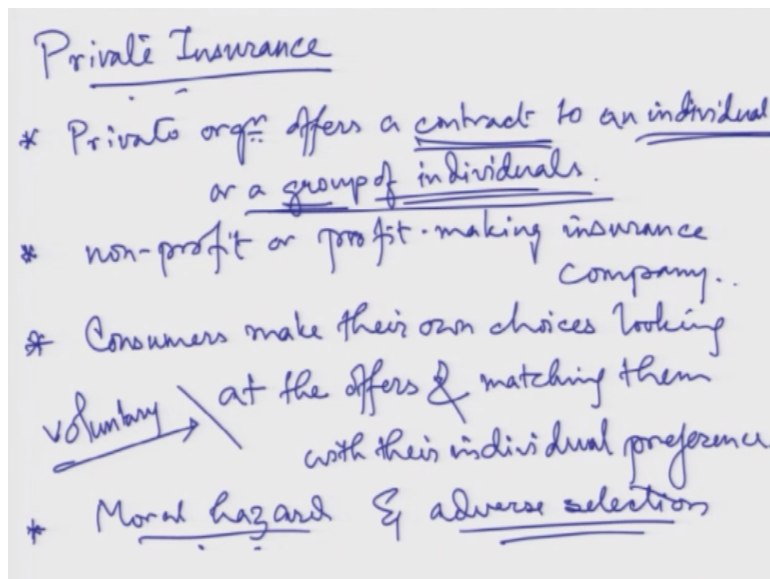 Private Insurance
* Private orgn offers a contract to an individual
or a group of individuals.
* non-profit or profit-making insurance
company..
* Consumers make their own choices looking
at the offers & matching them
voluntary
with their individual preference
* Moral hazard & adverse selection